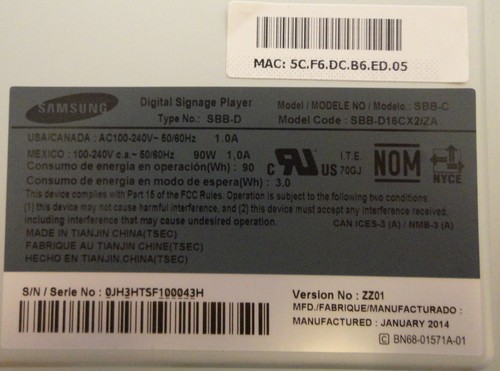 MAC: 5C.F6.DC.B6.ED.05
SAMSUNG
Digital Signage Player
Type No.: SBB-D
Model / MODELE NO / Modelo.: SBB-C
Model Code : SBB-D16CX2/ZA
USA/CANADA : AC100-240V~ 50/60Hz 1.0A
MEXICO : 100-240V c.a.~ 50/60Hz 90W 1,0A
Consumo de energia en operación(Wh) : 90
Consumo de energia en modo de espera(Wh) : 3.0
C UL US
I.T.E.
70GJ
NOM
NYCE
This device complies with Part 15 of the FCC Rules. Operation is subject to the following two conditions:
(1) this device may not cause harmful interference, and (2) this device must accept any interference received,
including interference that may cause undesired operation.
CAN ICES-3 (A) / NMB-3 (A)
MADE IN TIANJIN,CHINA(TSEC)
FABRIQUE AU TIANJIN CHINE(TSEC)
HECHO EN TIANJIN,CHINA(TSEC)
S/N / Serie No : 0JH3HTSF100043H
Version No : ZZ01
MFD./FABRIQUE/MANUFACTURADO :
MANUFACTURED : JANUARY 2014
C BN68-01571A-01